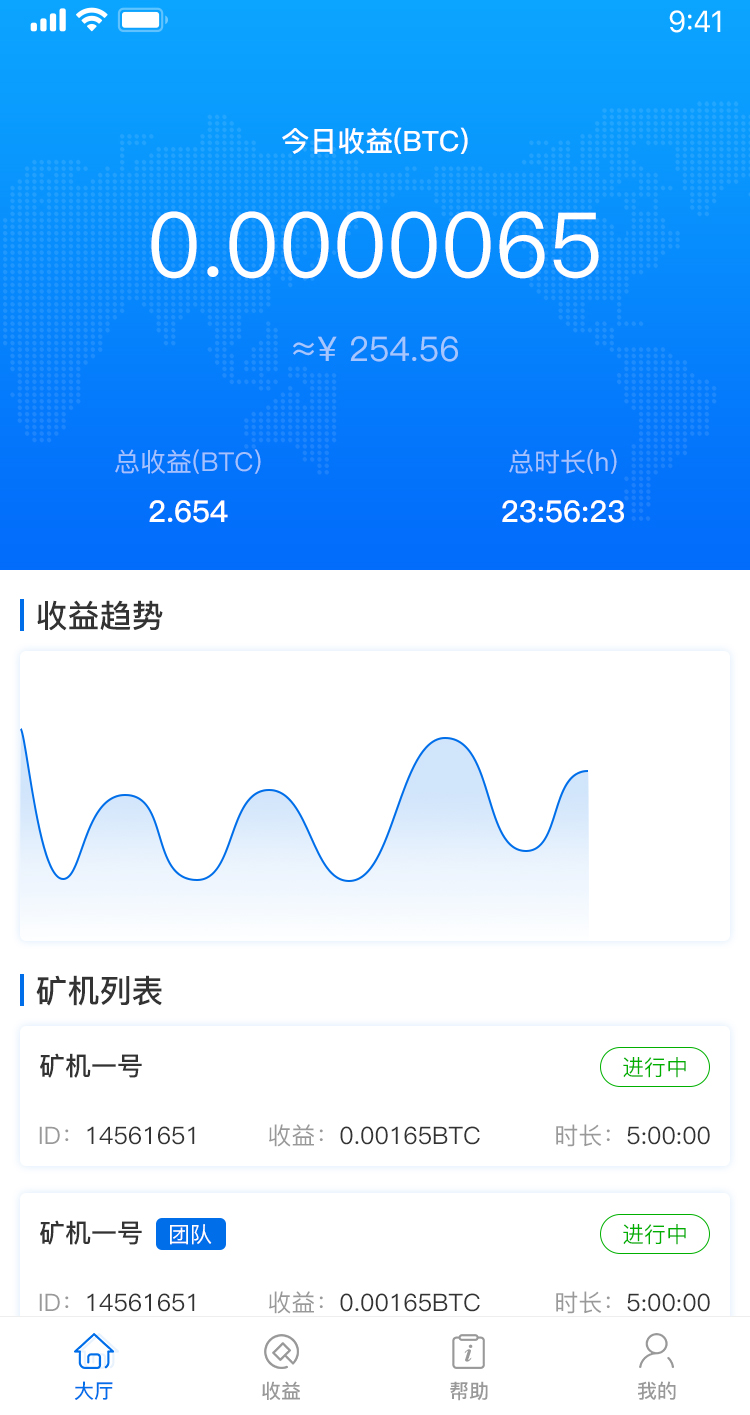 9:41
今日收益(BTC)
0.0000065
≈¥ 254.56
总收益(BTC) 总时长(h)
2.654 23:56:23
收益趋势
矿机列表
矿机一号 进行中
ID: 14561651 收益: 0.00165BTC 时长: 5:00:00
矿机一号 团队 进行中
ID: 14561651 收益: 0.00165BTC 时长: 5:00:00
大厅 收益 帮助 我的